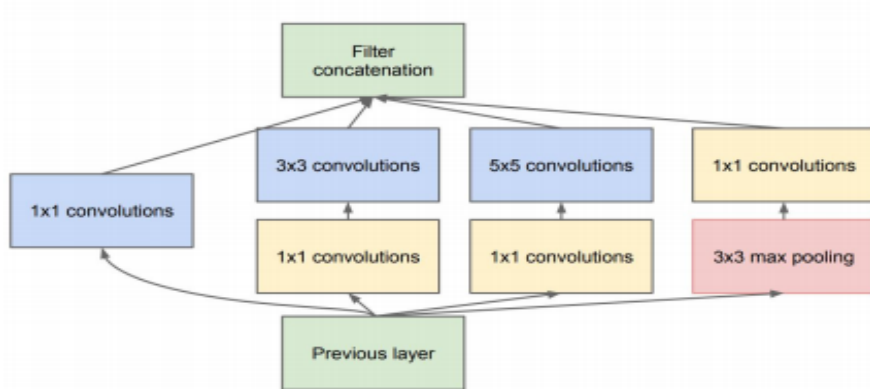 Filter
concatenation
3x3 convolutions
5x5 convolutions
1x1 convolutions
1x1 convolutions
1x1 convolutions
1x1 convolutions
3x3 max pooling
Previous layer